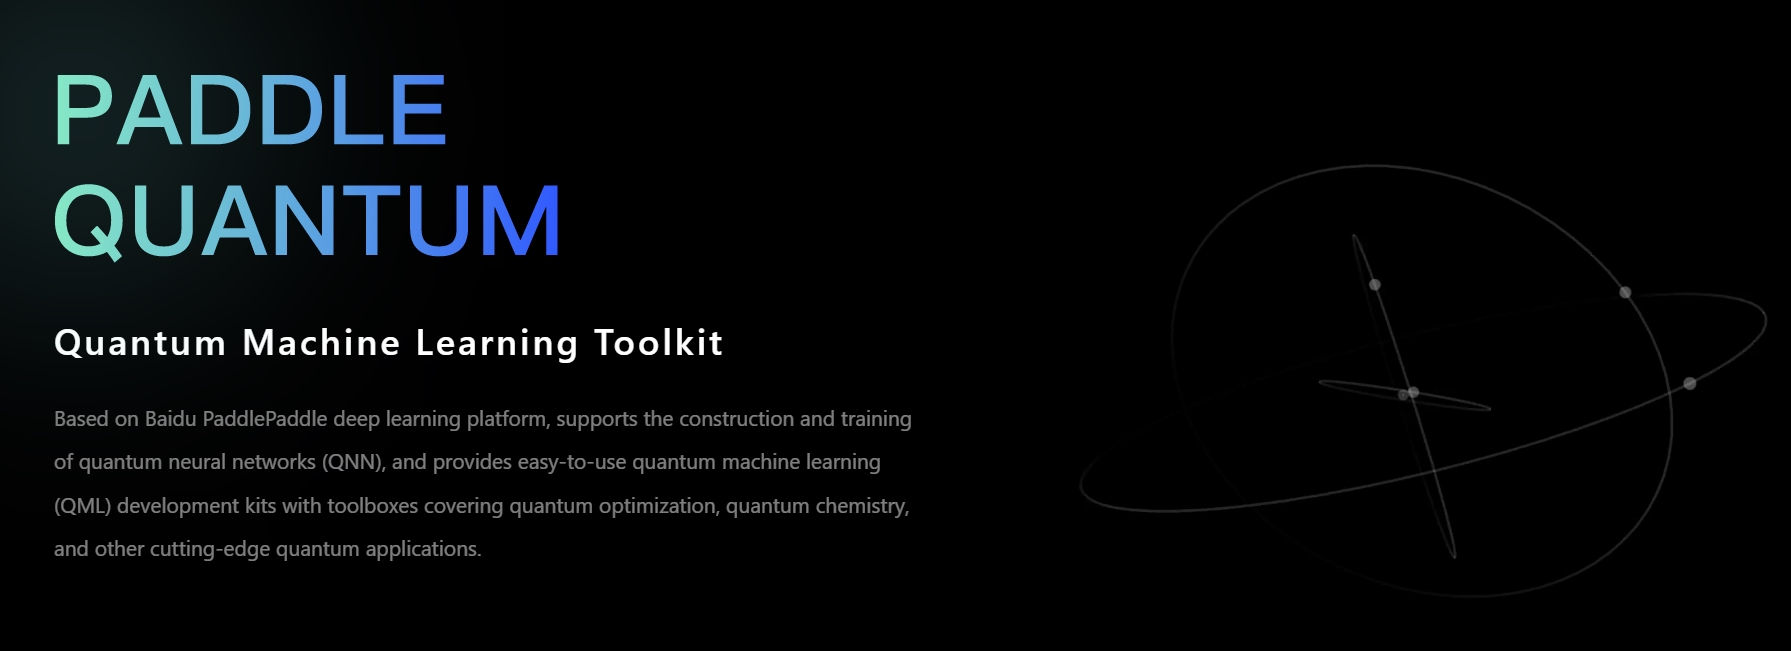 PADDLE
QUANTUM
Quantum Machine Learning Toolkit
Based on Baidu PaddlePaddle deep learning platform, supports the construction and training
of quantum neural networks (QNN), and provides easy-to-use quantum machine learning
(QML) development kits with toolboxes covering quantum optimization, quantum chemistry,
and other cutting-edge quantum applications.